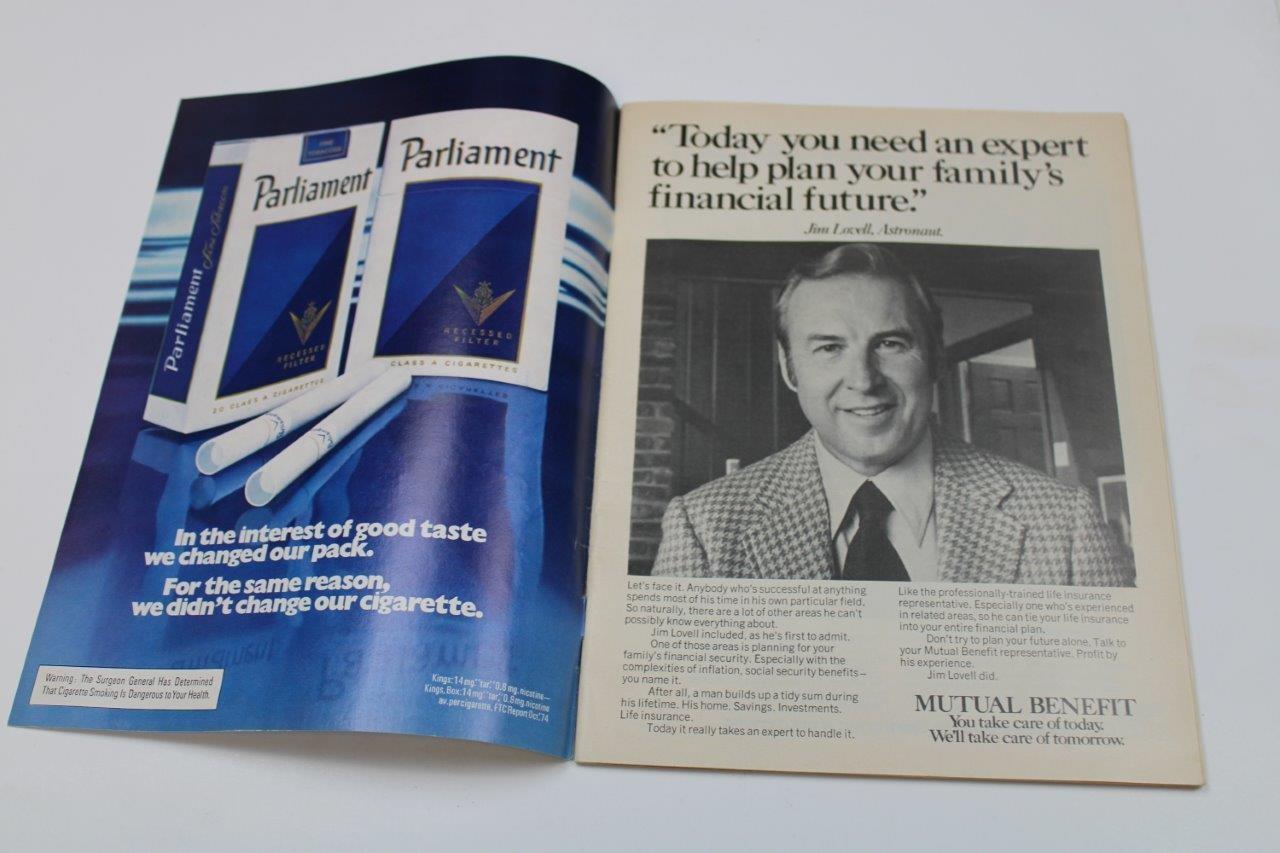 FINE
TOBACCOS
Parliament
Parliament
Parliament
RECESSED
FILTER
20 CLASS A CIGARETTES
RECESSED
FILTER
CLASS A CIGARETTES
In the interest of good taste
we changed our pack.
For the same reason,
we didn't change our cigarette.
Warning: The Surgeon General Has Determined
That Cigarette Smoking Is Dangerous to Your Health.
Kings: 14 mg. "tar," 0.8 mg. nicotine—
Kings, Box: 14 mg. "tar," 0.8 mg. nicotine
av. per cigarette, FTC Report Oct.'74
“Today you need an expert
to help plan your family’s
financial future.”
Jim Lovell, Astronaut.
Let's face it. Anybody who's successful at anything
spends most of his time in his own particular field.
So naturally, there are a lot of other areas he can't
possibly know everything about.
Jim Lovell included, as he's first to admit.
One of those areas is planning for your
family's financial security. Especially with the
complexities of inflation, social security benefits—
you name it.
After all, a man builds up a tidy sum during
his lifetime. His home. Savings. Investments.
Life insurance.
Today it really takes an expert to handle it.
Like the professionally-trained life insurance
representative. Especially one who's experienced
in related areas, so he can tie your life insurance
into your entire financial plan.
Don't try to plan your future alone. Talk to
your Mutual Benefit representative. Profit by
his experience.
Jim Lovell did.
MUTUAL BENEFIT
You take care of today.
We'll take care of tomorrow.